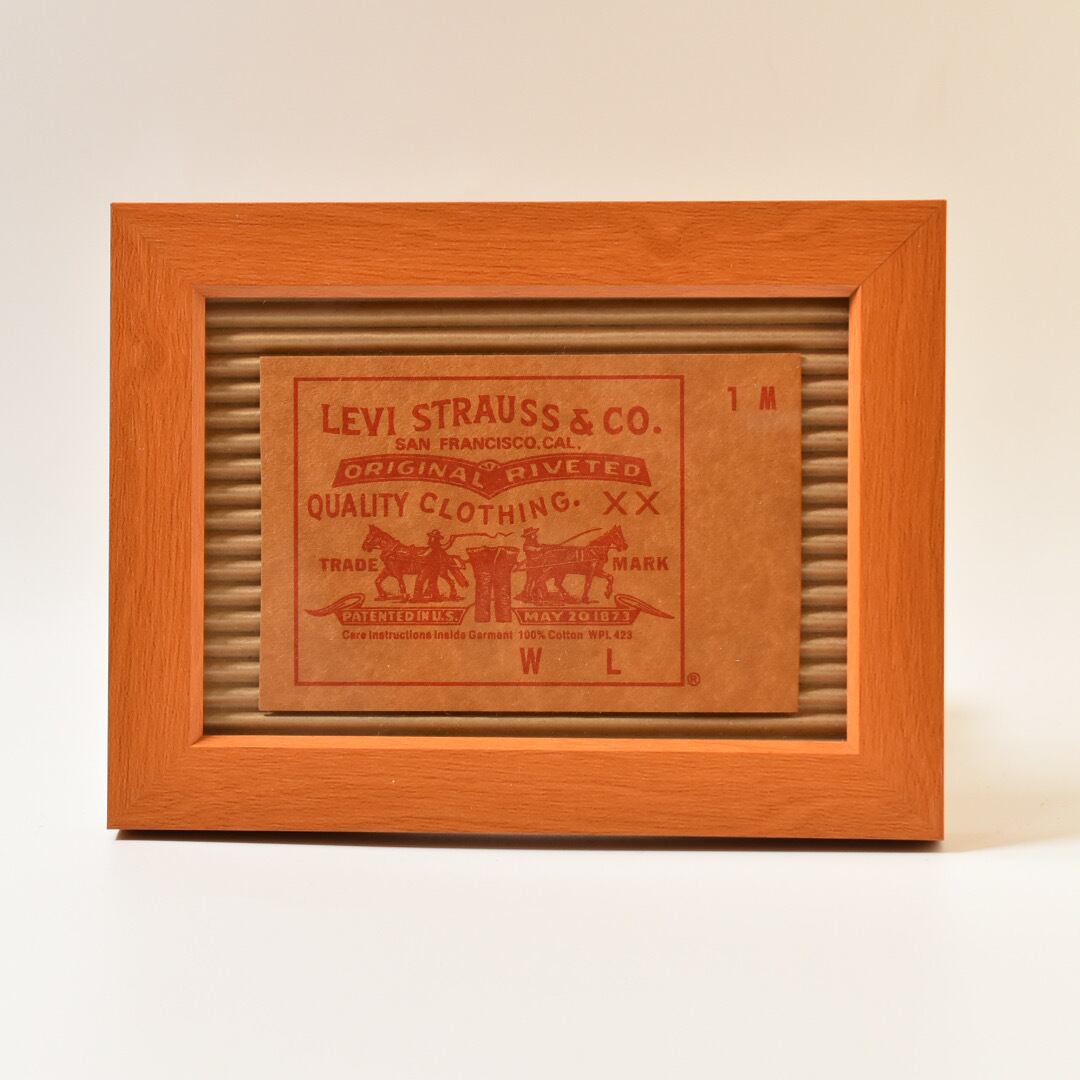 LEVI STRAUSS & CO.
SAN FRANCISCO, CAL.
ORIGINAL RIVETED
QUALITY CLOTHING. XX
TRADE MARK
PATENTED IN U.S. MAY 20 1873
Care Instructions Inside Garment 100% Cotton WPL 423
W L
®
1 W